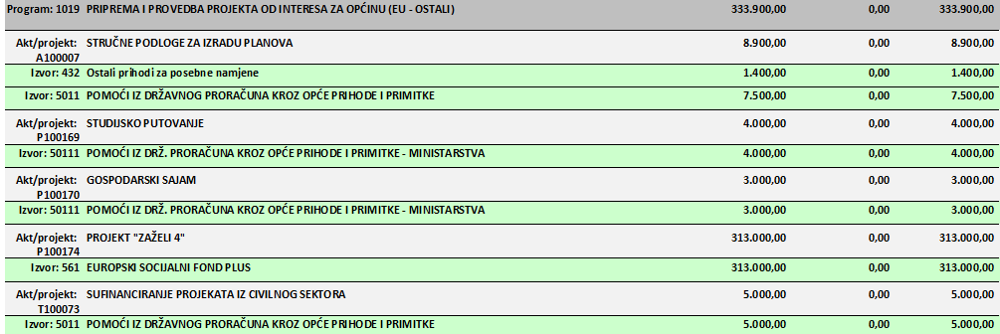 Program: 1019 PRIPREMA I PROVEDBA PROJEKTA OD INTERESA ZA OPĆINU (EU - OSTALI) 333.900,00 0,00 333.900,00
Akt/projekt: STRUČNE PODLOGE ZA IZRADU PLANOVA 8.900,00 0,00 8.900,00
A100007
Izvor: 432 Ostali prihodi za posebne namjene 1.400,00 0,00 1.400,00
Izvor: 5011 POMOĆI IZ DRŽAVNOG PRORAČUNA KROZ OPĆE PRIHODE I PRIMITKE 7.500,00 0,00 7.500,00
Akt/projekt: STUDIJSKO PUTOVANJE 4.000,00 0,00 4.000,00
P100169
Izvor: 50111 POMOĆI IZ DRŽ. PRORAČUNA KROZ OPĆE PRIHODE I PRIMITKE - MINISTARSTVA 4.000,00 0,00 4.000,00
Akt/projekt: GOSPODARSKI SAJAM 3.000,00 0,00 3.000,00
P100170
Izvor: 50111 POMOĆI IZ DRŽ. PRORAČUNA KROZ OPĆE PRIHODE I PRIMITKE - MINISTARSTVA 3.000,00 0,00 3.000,00
Akt/projekt: PROJEKT "ZAŽELI 4" 313.000,00 0,00 313.000,00
P100174
Izvor: 561 EUROPSKI SOCIJALNI FOND PLUS 313.000,00 0,00 313.000,00
Akt/projekt: SUFINANCIRANJE PROJEKATA IZ CIVILNOG SEKTORA 5.000,00 0,00 5.000,00
T100073
Izvor: 5011 POMOĆI IZ DRŽAVNOG PRORAČUNA KROZ OPĆE PRIHODE I PRIMITKE 5.000,00 0,00 5.000,00